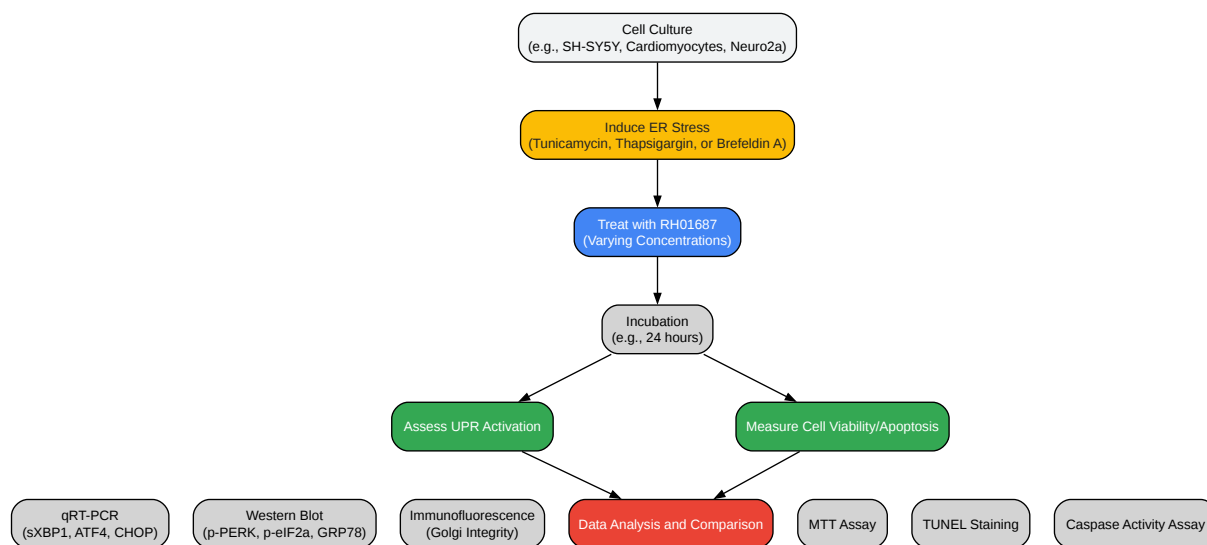 Cell Culture
(e.g., SH-SY5Y, Cardiomyocytes, Neuro2a)
Induce ER Stress
(Tunicamycin, Thapsigargin, or Brefeldin A)
Treat with RH01687
(Varying Concentrations)
Incubation
(e.g., 24 hours)
Assess UPR Activation
Measure Cell Viability/Apoptosis
qRT-PCR
(sXBP1, ATF4, CHOP)
Western Blot
(p-PERK, p-eIF2a, GRP78)
Immunofluorescence
(Golgi Integrity)
Data Analysis and Comparison
MTT Assay
TUNEL Staining
Caspase Activity Assay